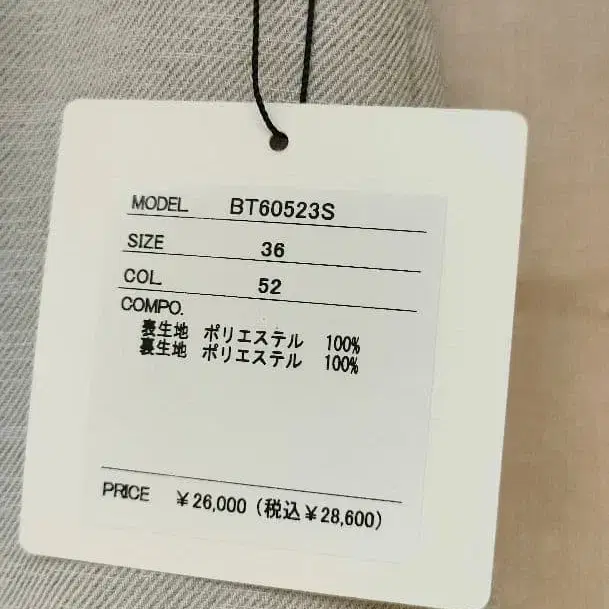 MODEL BT60523S
SIZE 36
COL. 52
COMPO.
表生地 ポリエステル 100%
裏生地 ポリエステル 100%
PRICE ￥26,000（税込￥28,600）